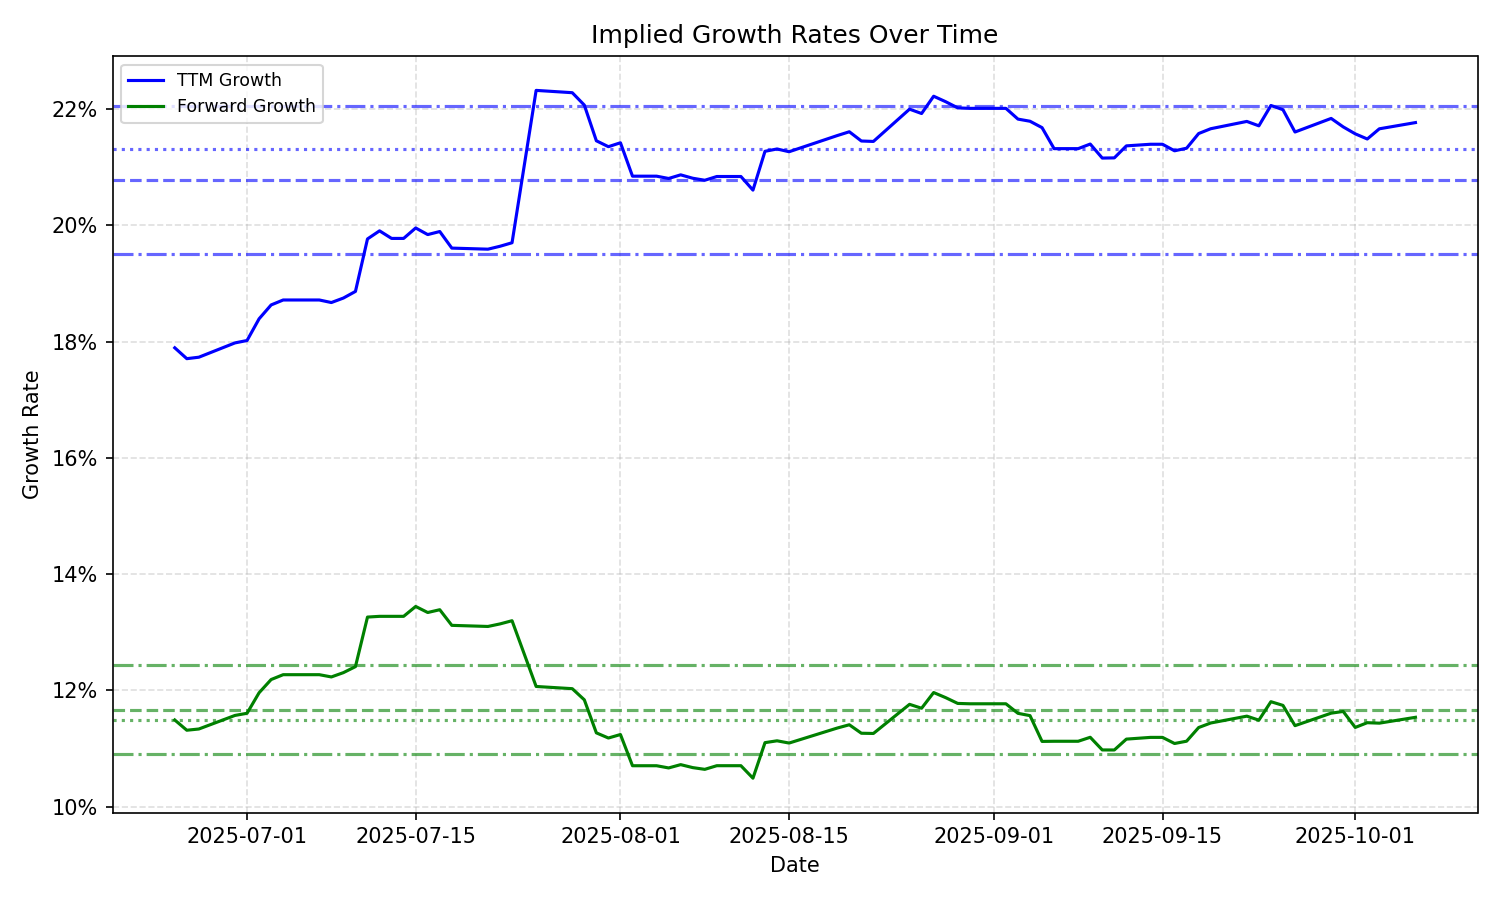 Implied Growth Rates Over Time
TTM Growth
Forward Growth
Growth Rate
22%
20%
18%
16%
14%
12%
10%
2025-07-01 2025-07-15 2025-08-01 2025-08-15 2025-09-01 2025-09-15 2025-10-01
Date